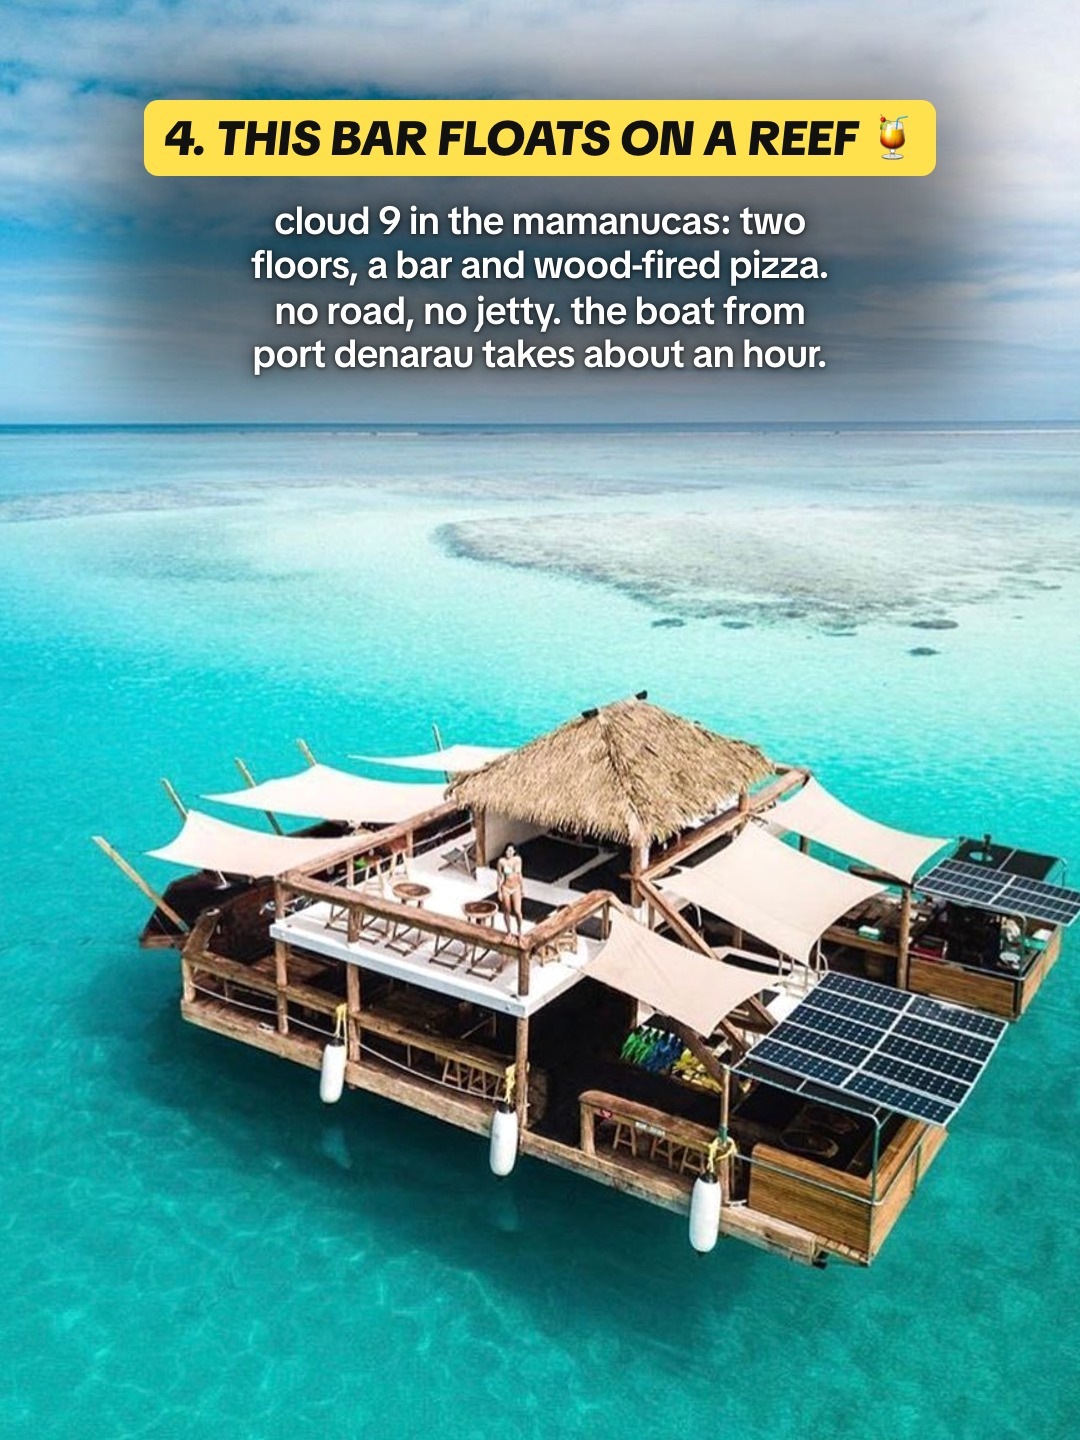 4. THIS BAR FLOATS ON A REEF 🍹
cloud 9 in the mamanucas: two
floors, a bar and wood-fired pizza.
no road, no jetty. the boat from
port denarau takes about an hour.